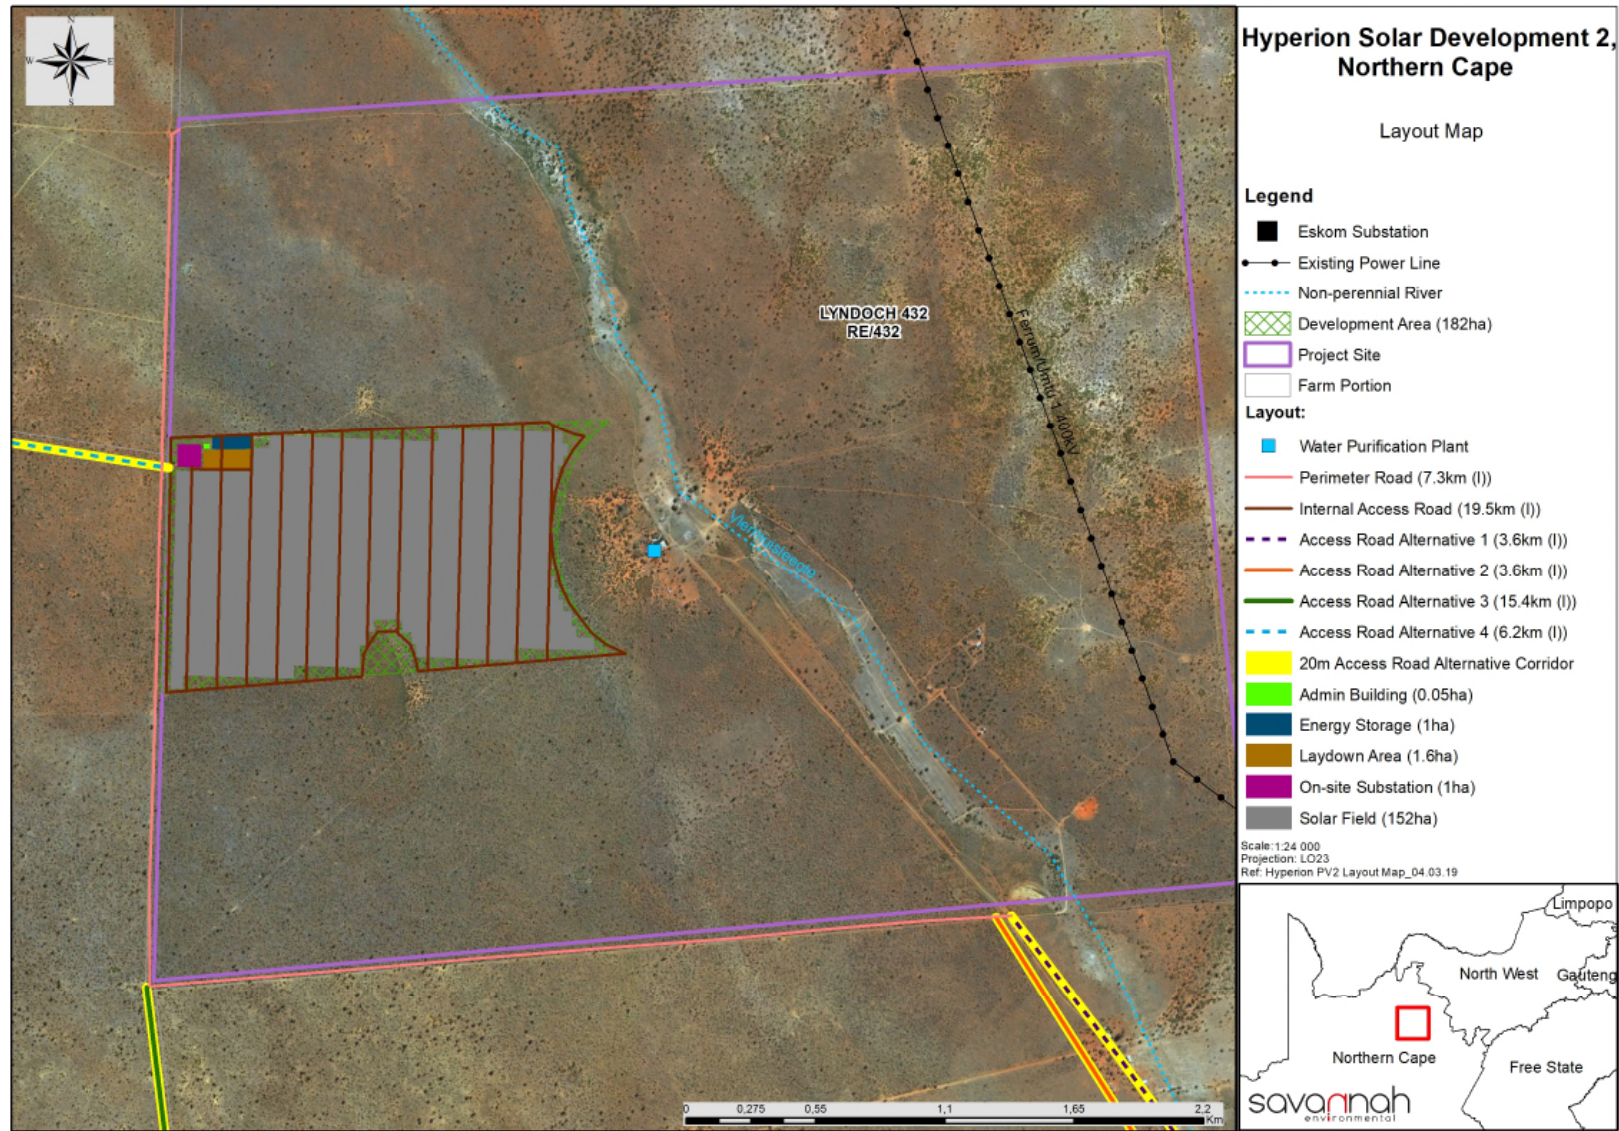 N
W
E
S
LYNDOCH 432
RE/432
Ferrum/Umtu 1 400kV
Vlermuisleegte
0 0,275 0,55 1,1 1,65 2,2
Km
Hyperion Solar Development 2,
Northern Cape
Layout Map
Legend
Eskom Substation
Existing Power Line
Non-perennial River
Development Area (182ha)
Project Site
Farm Portion
Layout:
Water Purification Plant
Perimeter Road (7.3km (l))
Internal Access Road (19.5km (l))
Access Road Alternative 1 (3.6km (l))
Access Road Alternative 2 (3.6km (l))
Access Road Alternative 3 (15.4km (l))
Access Road Alternative 4 (6.2km (l))
20m Access Road Alternative Corridor
Admin Building (0.05ha)
Energy Storage (1ha)
Laydown Area (1.6ha)
On-site Substation (1ha)
Solar Field (152ha)
Scale:1:24 000
Projection: LO23
Ref: Hyperion PV2 Layout Map_04.03.19
Limpopo
North West
Gauteng
Northern Cape
Free State
savannah
environmental